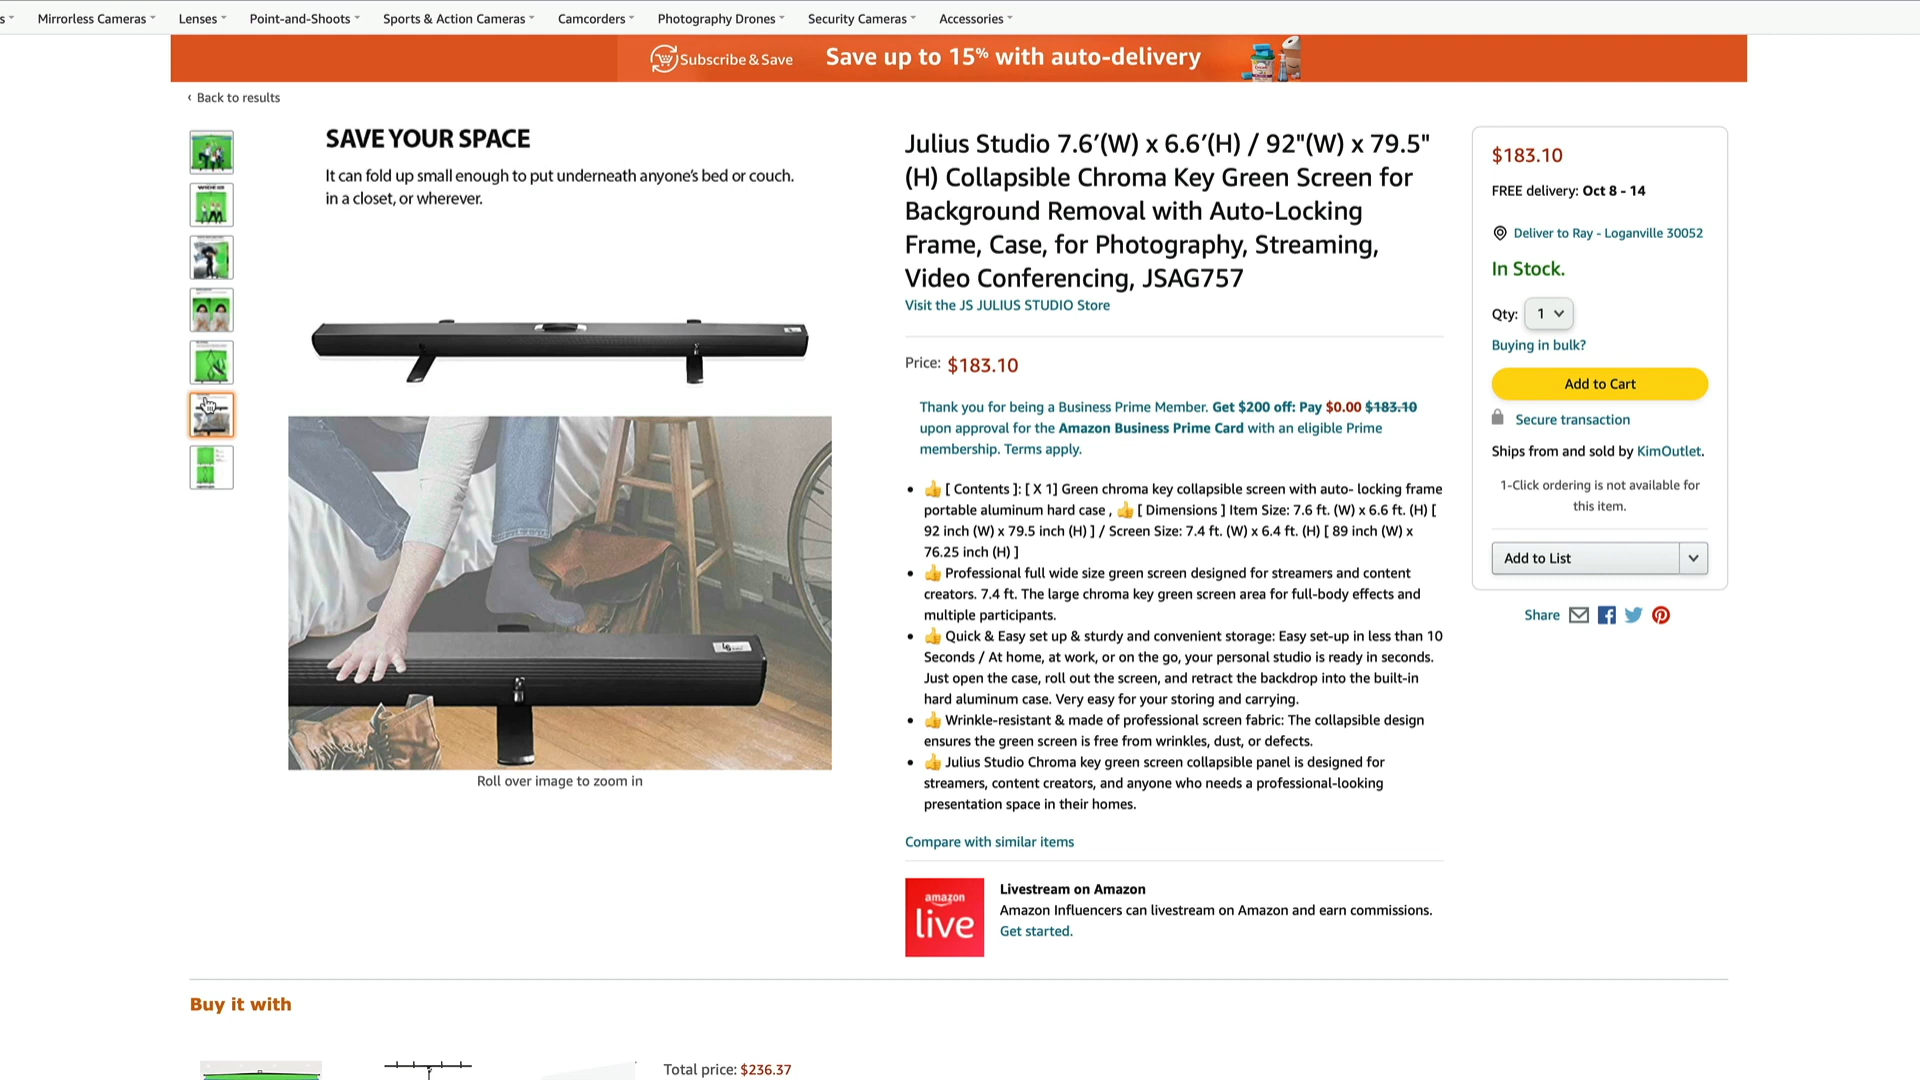 Mirrorless Cameras Lenses Point-and-Shoots Sports & Action Cameras Camcorders Photography Drones Security Cameras Accessories
Subscribe & Save Save up to 15% with auto-delivery
‹ Back to results
SAVE YOUR SPACE
It can fold up small enough to put underneath anyone's bed or couch.
in a closet, or wherever.
Roll over image to zoom in
Julius Studio 7.6′(W) x 6.6′(H) / 92"(W) x 79.5"
(H) Collapsible Chroma Key Green Screen for
Background Removal with Auto-Locking
Frame, Case, for Photography, Streaming,
Video Conferencing, JSAG757
Visit the JS JULIUS STUDIO Store
Price: $183.10
Thank you for being a Business Prime Member. Get $200 off: Pay $0.00 $183.10
upon approval for the Amazon Business Prime Card with an eligible Prime
membership. Terms apply.
• 👍 [ Contents ]: [ X 1] Green chroma key collapsible screen with auto- locking frame
portable aluminum hard case , 👍 [ Dimensions ] Item Size: 7.6 ft. (W) x 6.6 ft. (H) [
92 inch (W) x 79.5 inch (H) ] / Screen Size: 7.4 ft. (W) x 6.4 ft. (H) [ 89 inch (W) x
76.25 inch (H) ]
• 👍 Professional full wide size green screen designed for streamers and content
creators. 7.4 ft. The large chroma key green screen area for full-body effects and
multiple participants.
• 👍 Quick & Easy set up & sturdy and convenient storage: Easy set-up in less than 10
Seconds / At home, at work, or on the go, your personal studio is ready in seconds.
Just open the case, roll out the screen, and retract the backdrop into the built-in
hard aluminum case. Very easy for your storing and carrying.
• 👍 Wrinkle-resistant & made of professional screen fabric: The collapsible design
ensures the green screen is free from wrinkles, dust, or defects.
• 👍 Julius Studio Chroma key green screen collapsible panel is designed for
streamers, content creators, and anyone who needs a professional-looking
presentation space in their homes.
Compare with similar items
amazon
live
Livestream on Amazon
Amazon Influencers can livestream on Amazon and earn commissions.
Get started.
$183.10
FREE delivery: Oct 8 - 14
Deliver to Ray - Loganville 30052
In Stock.
Qty: 1
Buying in bulk?
Add to Cart
Secure transaction
Ships from and sold by KimOutlet.
1-Click ordering is not available for
this item.
Add to List
Share
Buy it with
Total price: $236.37